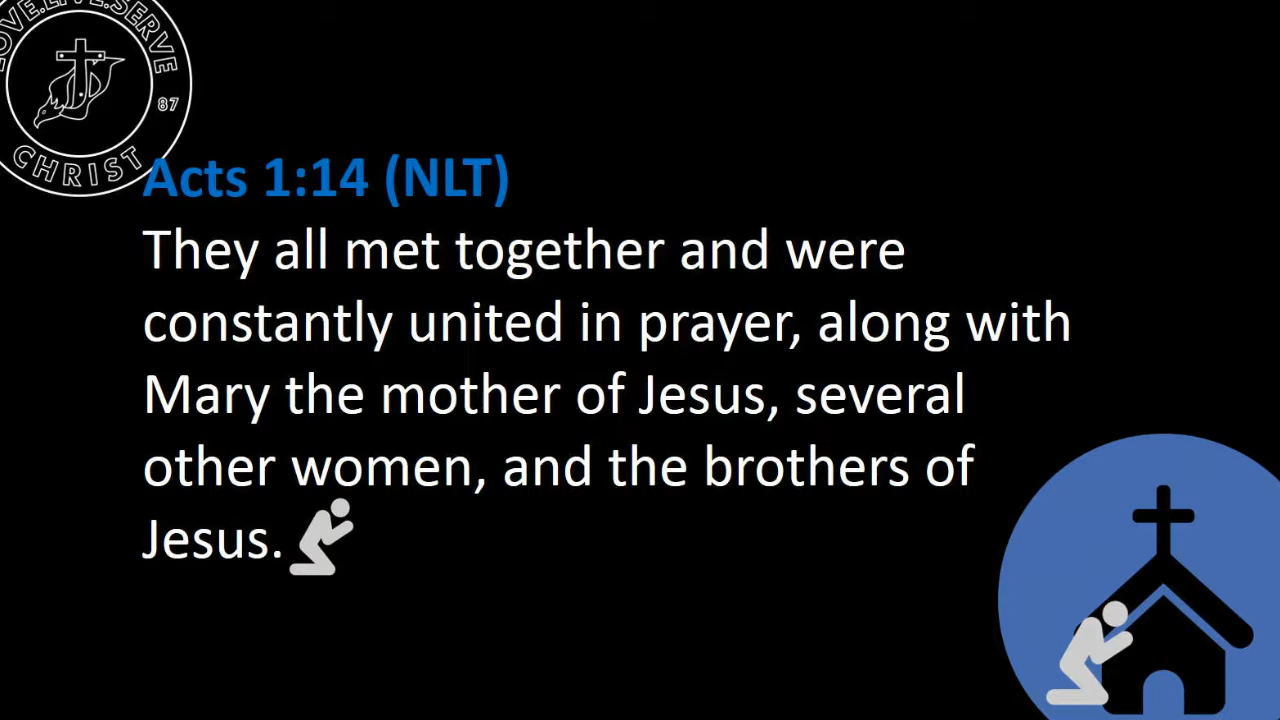 LOVE.LIVE.SERVE
87
CHRIST
Acts 1:14 (NLT)
They all met together and were
constantly united in prayer, along with
Mary the mother of Jesus, several
other women, and the brothers of
Jesus.